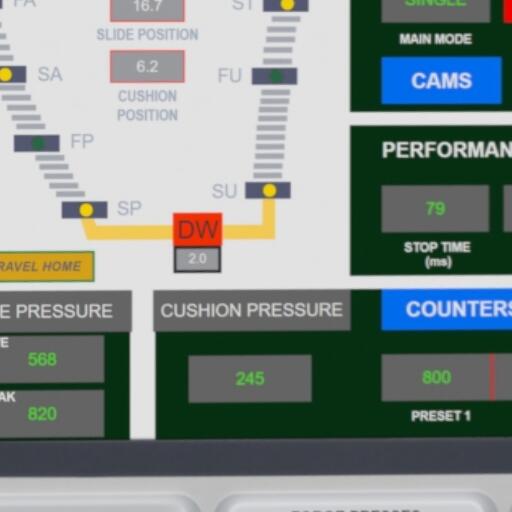 PA
16.7
ST
SINGLE
SLIDE POSITION
MAIN MODE
SA
6.2
FU
CAMS
CUSHION
POSITION
FP
PERFORMAN
SU
SP
79
DW
2.0
STOP TIME
(ms)
RAVEL HOME
E PRESSURE
CUSHION PRESSURE
COUNTERS
E
568
245
800
AK
820
PRESET 1